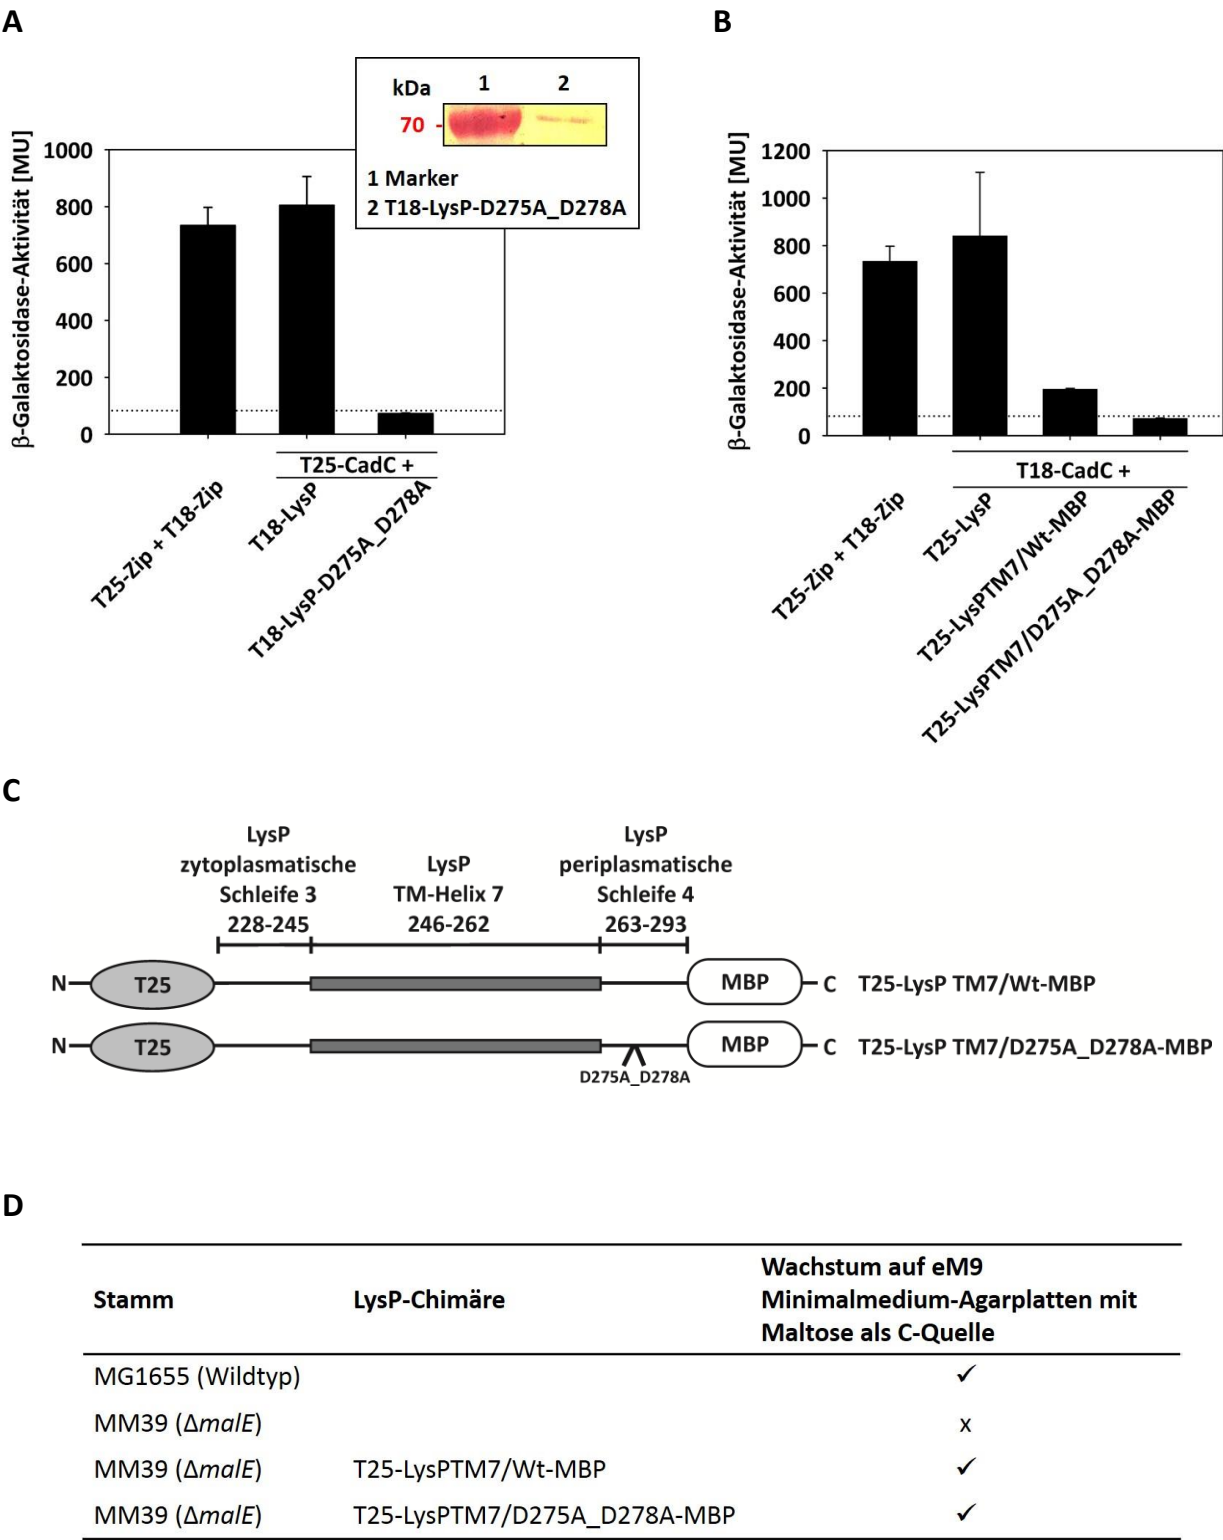 A
kDa
1
2
70 -
1 Marker
2 T18-LysP-D275A_D278A
β-Galaktosidase-Aktivität [MU]
1000
800
600
400
200
0
T25-CadC +
T25-Zip + T18-Zip
T18-LysP
T18-LysP-D275A_D278A
B
β-Galaktosidase-Aktivität [MU]
1200
1000
800
600
400
200
0
T18-CadC +
T25-Zip + T18-Zip
T25-LysP
T25-LysPTM7/Wt-MBP
T25-LysPTM7/D275A_D278A-MBP
C
LysP
zytoplasmatische
Schleife 3
228-245
LysP
TM-Helix 7
246-262
LysP
periplasmatische
Schleife 4
263-293
N T25 MBP C T25-LysP TM7/Wt-MBP
N T25 MBP C T25-LysP TM7/D275A_D278A-MBP
D275A_D278A
D
Stamm
LysP-Chimäre
Wachstum auf eM9
Minimalmedium-Agarplatten mit
Maltose als C-Quelle
MG1655 (Wildtyp) ✓
MM39 (ΔmalE) x
MM39 (ΔmalE) T25-LysPTM7/Wt-MBP ✓
MM39 (ΔmalE) T25-LysPTM7/D275A_D278A-MBP ✓